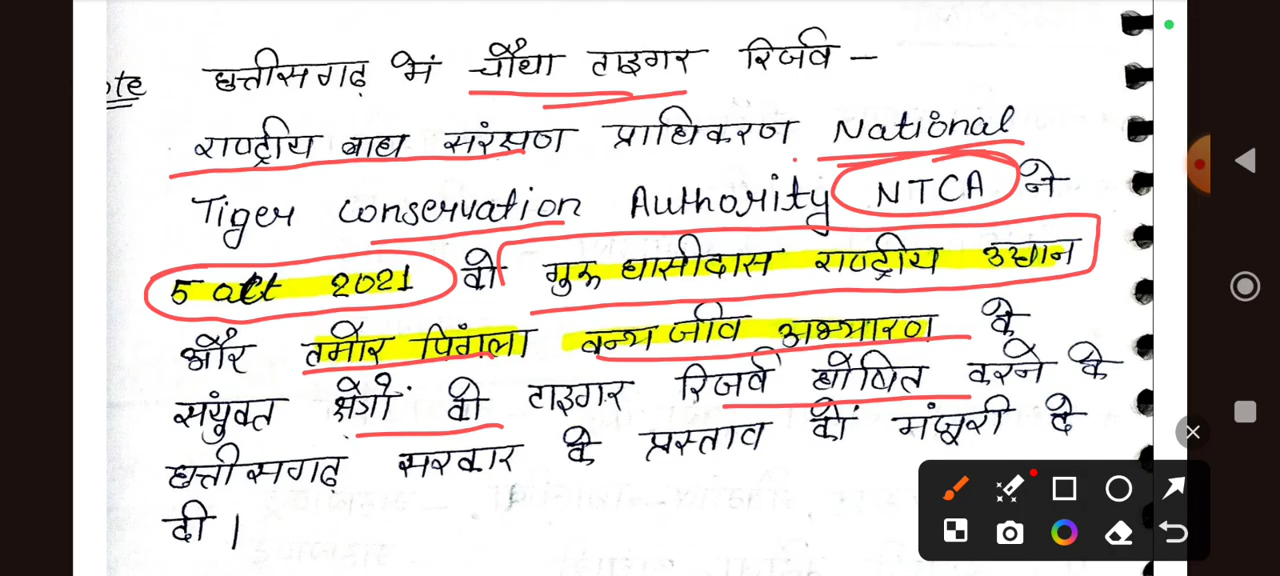 ote छत्तीसगढ़ में चौथा टाइगर रिजर्व -
राष्ट्रीय बाघ संरक्षण प्राधिकरण National
Tiger Conservation Authority NTCA ने
5 act 2021 को गुरु घासीदास राष्ट्रीय उद्यान
और तमोर पिंगला वन्य जीव अभ्यारण के
संयुक्त क्षेत्रों को टाइगर रिजर्व घोषित करने के
छत्तीसगढ़ सरकार के प्रस्ताव को मंजूरी दे
दी।